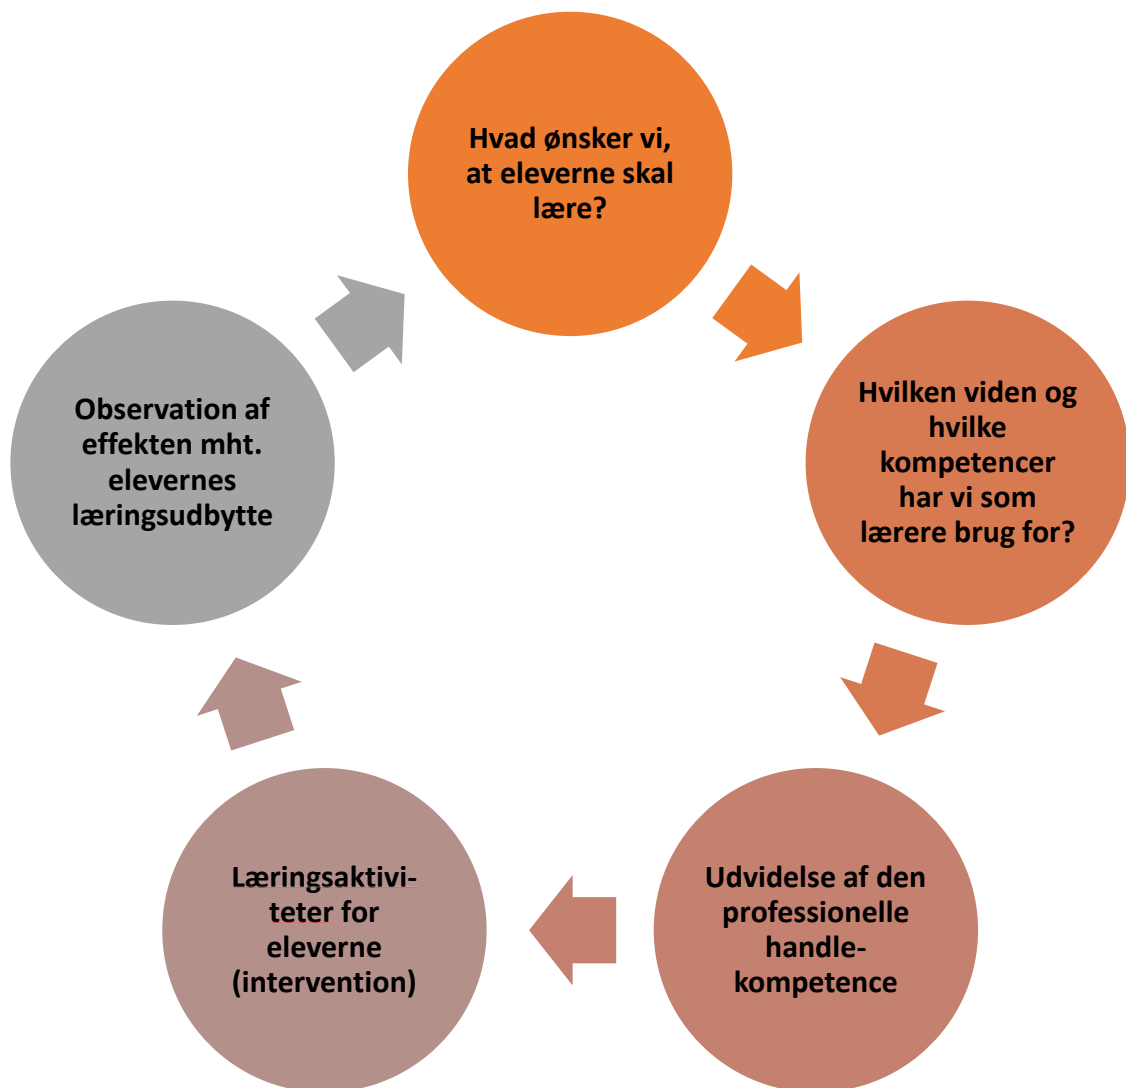 Hvad ønsker vi,
at eleverne skal
lære?
Hvilken viden og
hvilke
kompetencer
har vi som
lærere brug for?
Udvidelse af den
professionelle
handle-
kompetence
Læringsaktivi-
teter for
eleverne
(intervention)
Observation af
effekten mht.
elevernes
læringsudbytte